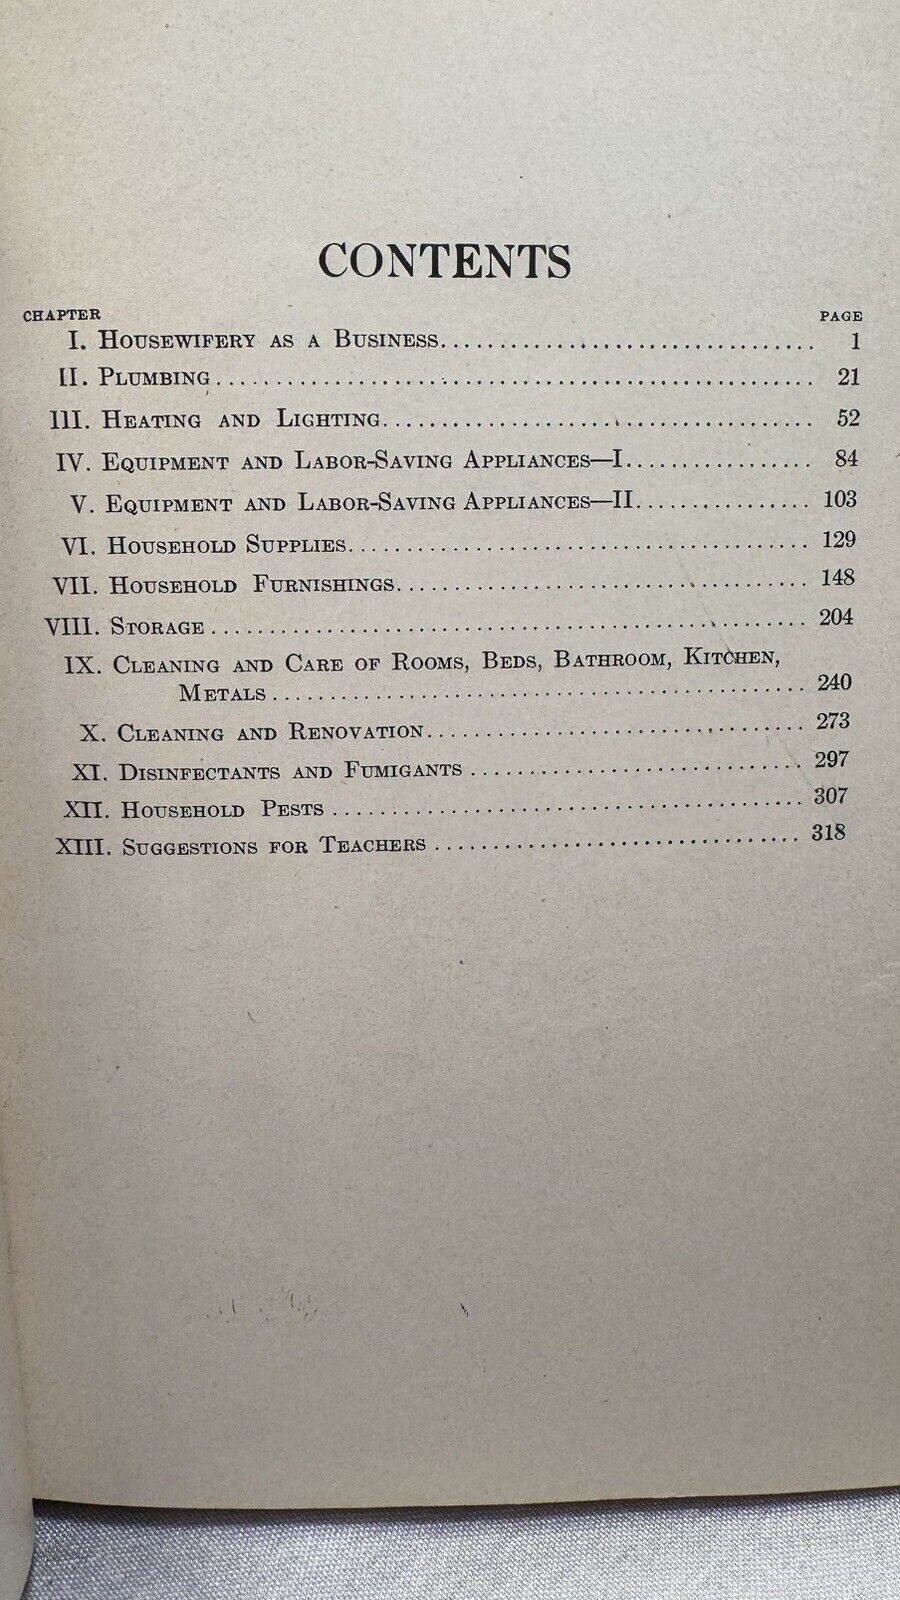 CONTENTS
CHAPTER PAGE
I. HOUSEWIFERY AS A BUSINESS................................ 1
II. PLUMBING......................................... 21
III. HEATING AND LIGHTING............................. 52
IV. EQUIPMENT AND LABOR-SAVING APPLIANCES—I............. 84
V. EQUIPMENT AND LABOR-SAVING APPLIANCES—II............ 103
VI. HOUSEHOLD SUPPLIES................................ 129
VII. HOUSEHOLD FURNISHINGS............................. 148
VIII. STORAGE......................................... 204
IX. CLEANING AND CARE OF ROOMS, BEDS, BATHROOM, KITCHEN,
METALS..................................... 240
X. CLEANING AND RENOVATION.......................... 273
XI. DISINFECTANTS AND FUMIGANTS....................... 297
XII. HOUSEHOLD PESTS................................. 307
XIII. SUGGESTIONS FOR TEACHERS.......................... 318